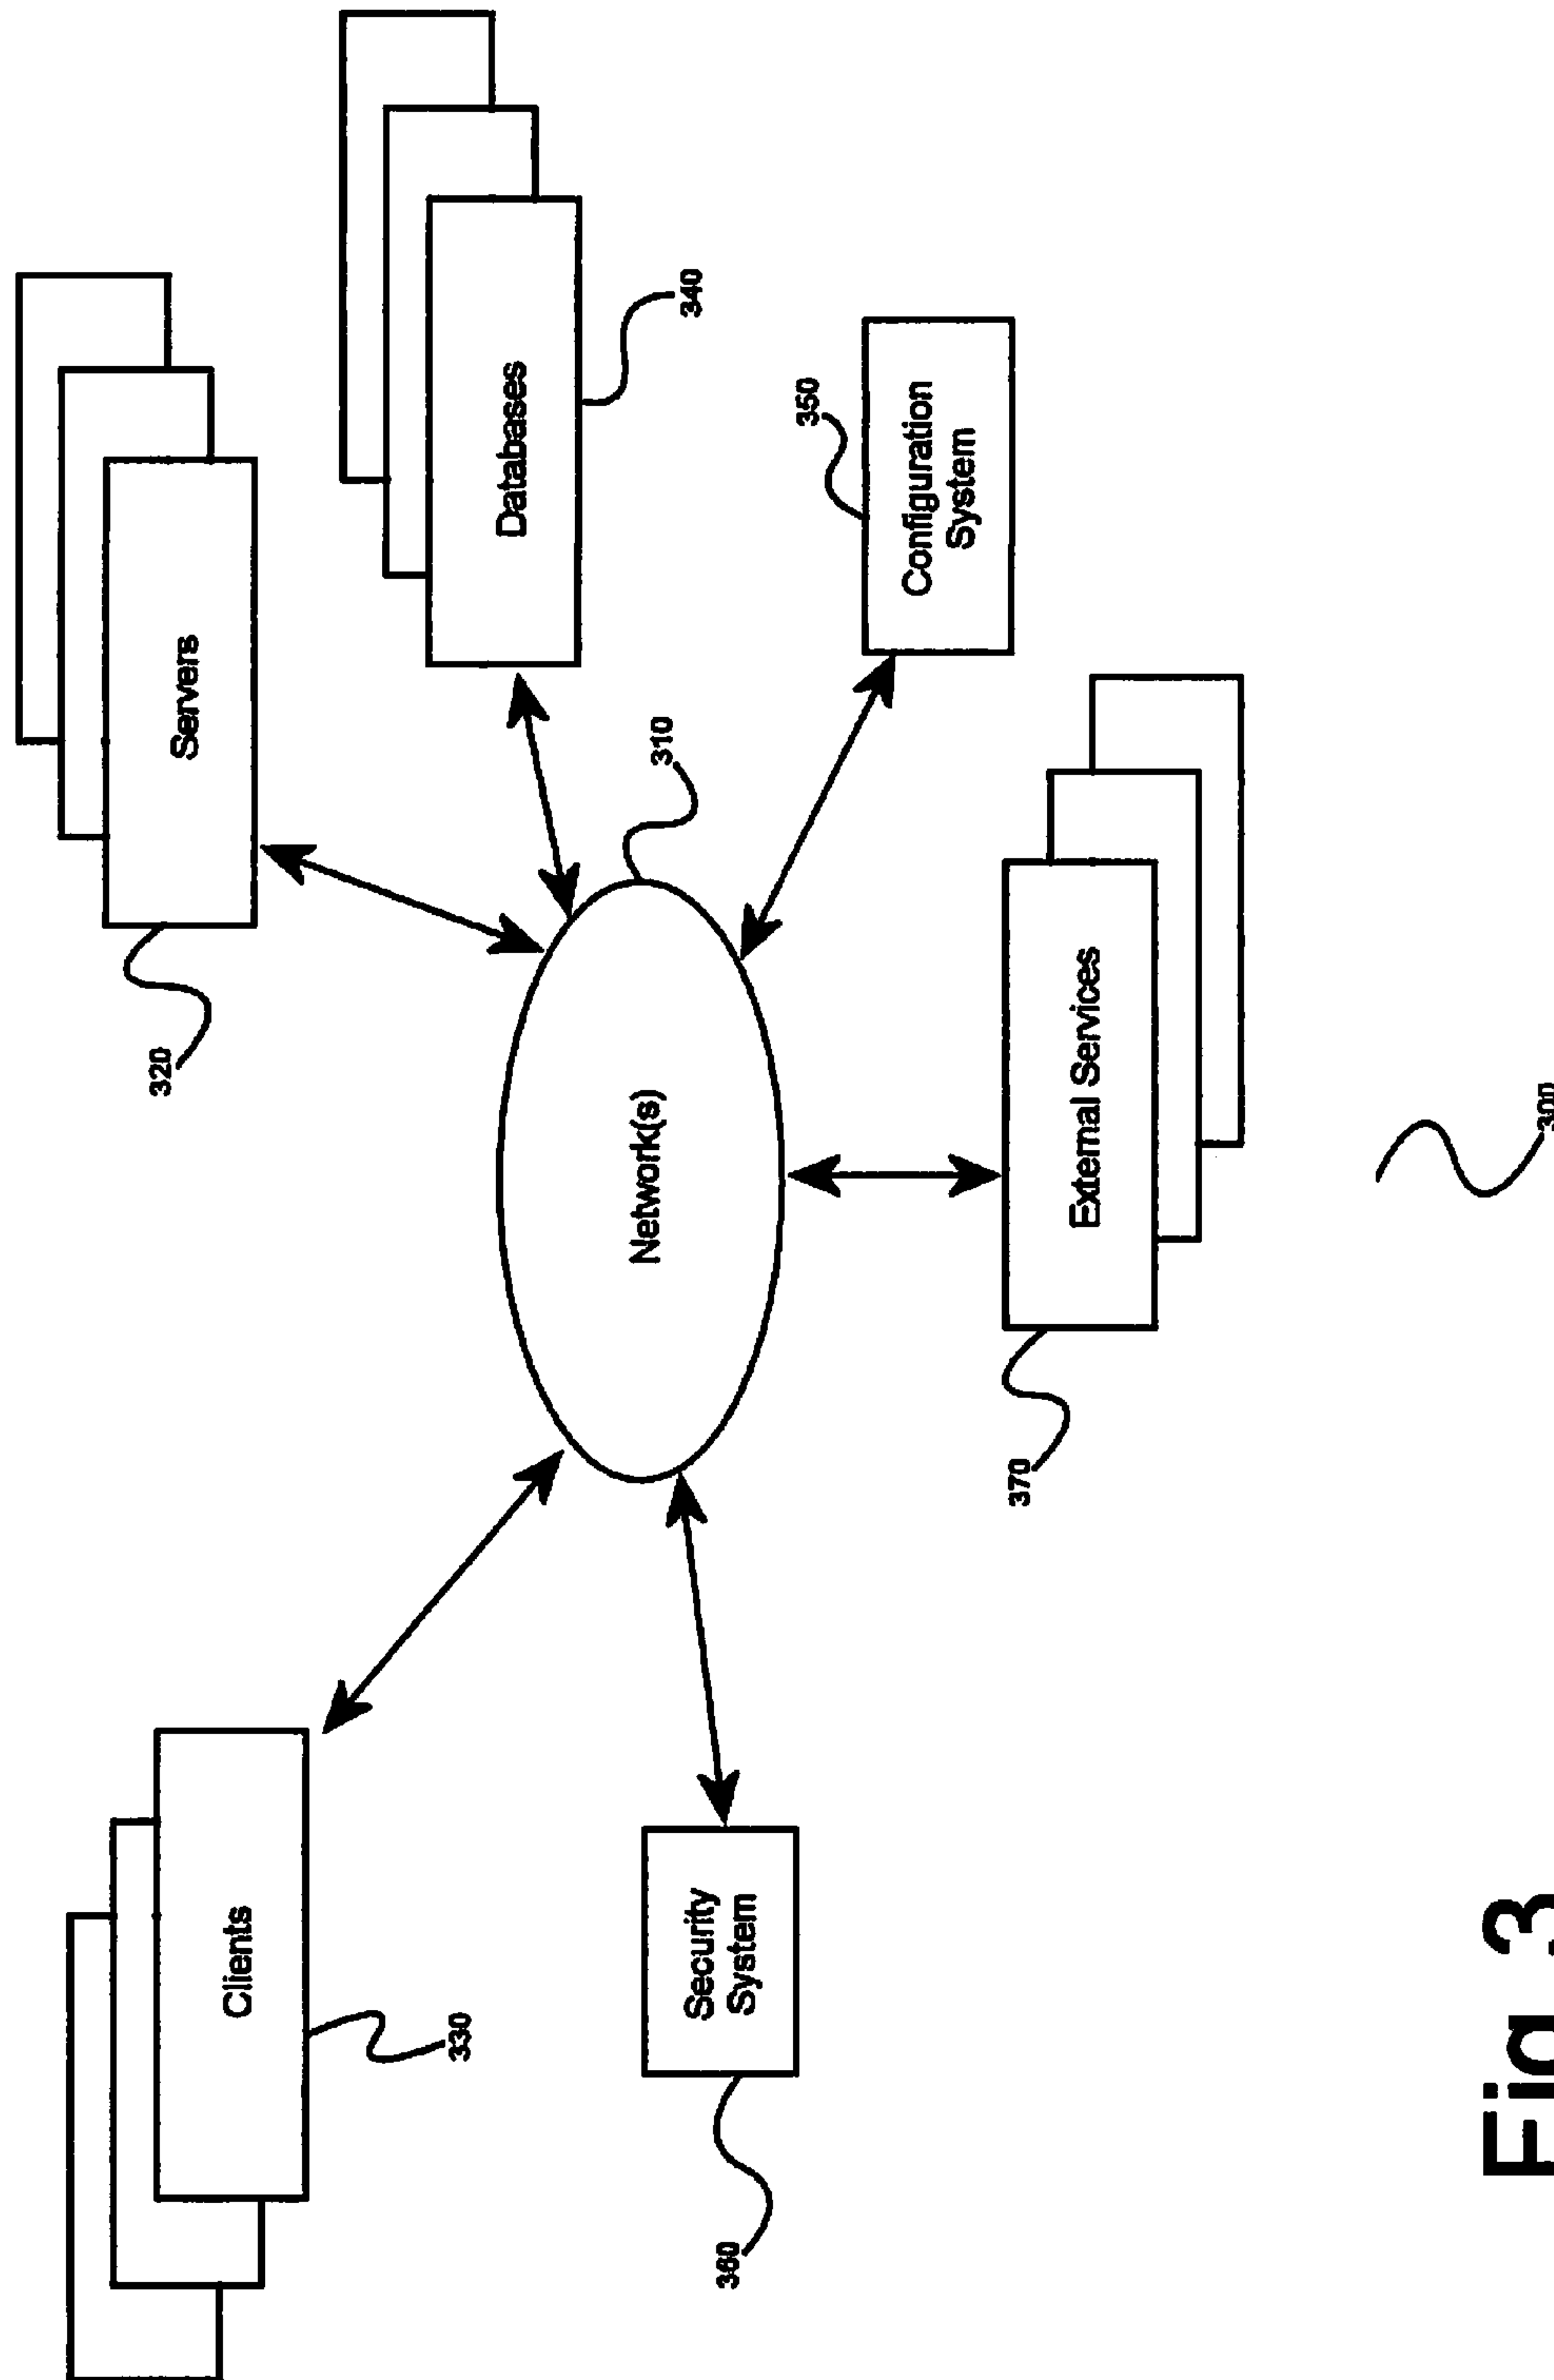 320
Servers
Clients
330
Databases
Network(s)
310
340
Security
System
360
350
Configuration
System
370
External Services
300
Fig 3